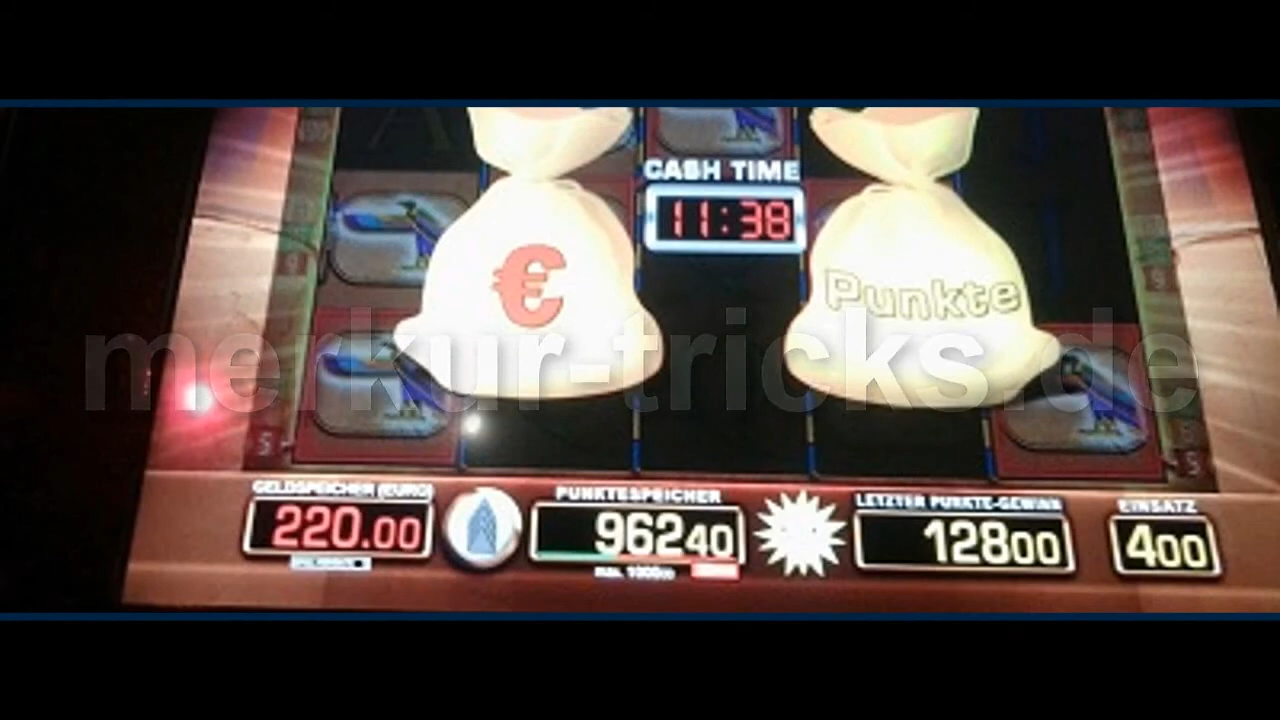 CASH TIME
11:38
€
Punkte
merkur-tricks.de
GELDSPEICHER (EURO)
220.00
PUNKTESPEICHER
96240
LETZTER PUNKTE-GEWINN
12800
EINSATZ
400